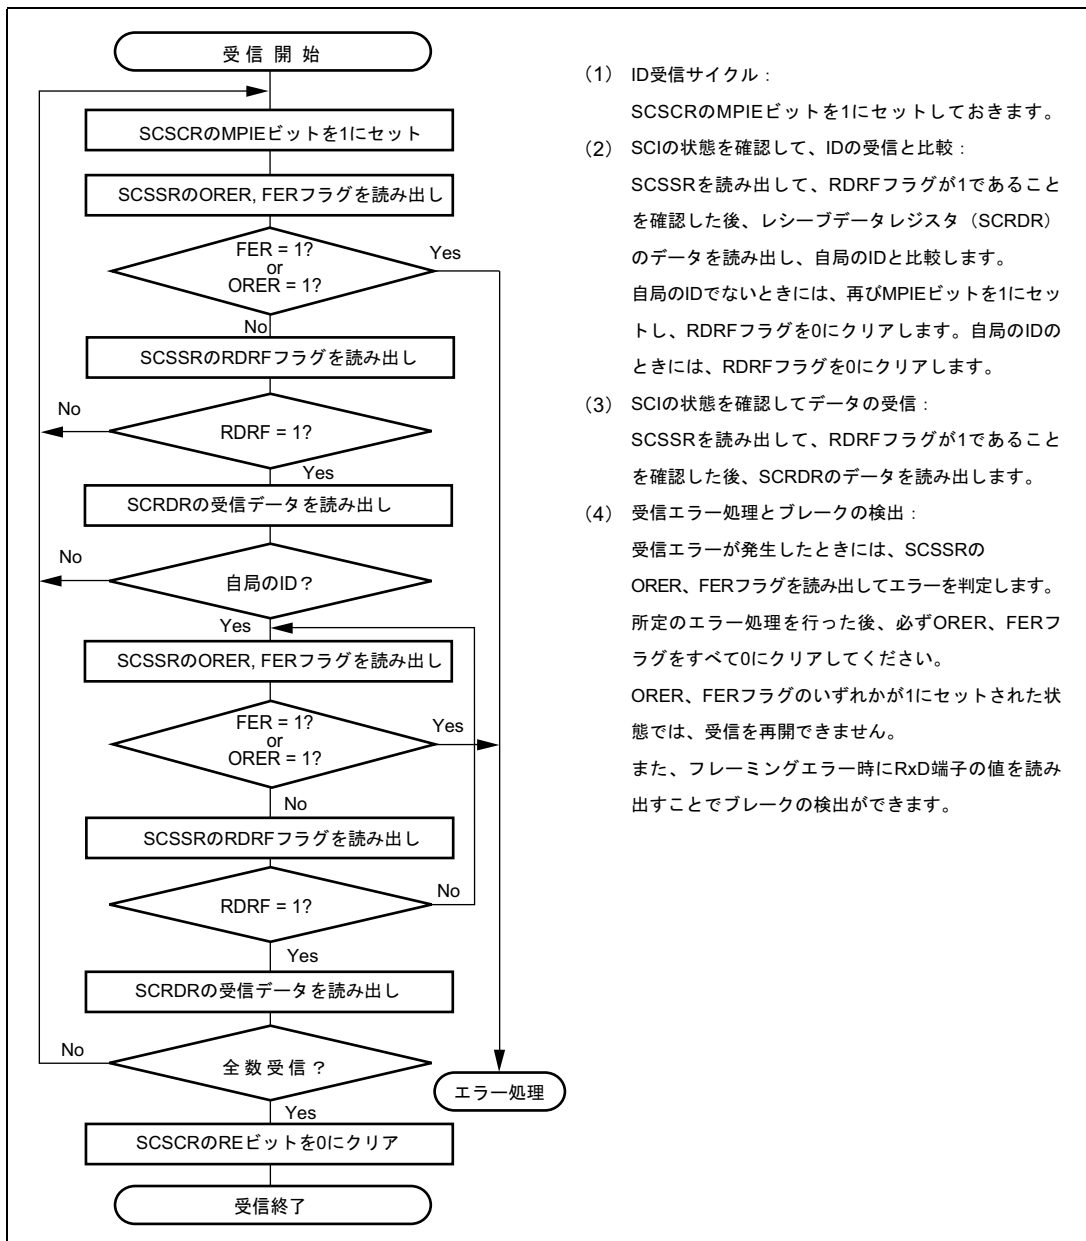 受信開始
SCSCRのMPIEビットを1にセット
SCSSRのORER, FERフラグを読み出し
FER = 1?
or
ORER = 1?
Yes
No
SCSSRのRDRFフラグを読み出し
No
RDRF = 1?
Yes
SCRDRの受信データを読み出し
No
自局のID？
Yes
SCSSRのORER, FERフラグを読み出し
FER = 1?
or
ORER = 1?
Yes
No
SCSSRのRDRFフラグを読み出し
RDRF = 1?
No
Yes
SCRDRの受信データを読み出し
No
全数受信？
Yes
エラー処理
SCSCRのREビットを0にクリア
受信終了
（1） ID受信サイクル：
SCSCRのMPIEビットを1にセットしておきます。
（2） SCIの状態を確認して、IDの受信と比較：
SCSSRを読み出して、RDRFフラグが1であること
を確認した後、レシーブデータレジスタ（SCRDR）
のデータを読み出し、自局のIDと比較します。
自局のIDでないときには、再びMPIEビットを1にセッ
トし、RDRFフラグを0にクリアします。自局のIDの
ときには、RDRFフラグを0にクリアします。
（3） SCIの状態を確認してデータの受信：
SCSSRを読み出して、RDRFフラグが1であること
を確認した後、SCRDRのデータを読み出します。
（4） 受信エラー処理とブレークの検出：
受信エラーが発生したときには、SCSSRの
ORER、FERフラグを読み出してエラーを判定します。
所定のエラー処理を行った後、必ずORER、FERフ
ラグをすべて0にクリアしてください。
ORER、FERフラグのいずれかが1にセットされた状
態では、受信を再開できません。
また、フレーミングエラー時にRxD端子の値を読み
出すことでブレークの検出ができます。